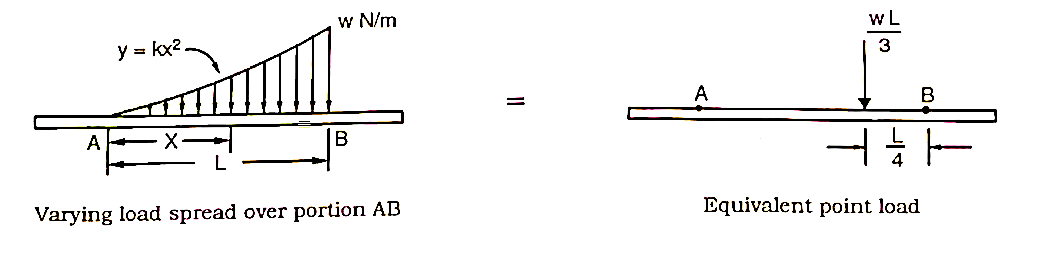 w N/m
y = kx²
A
X
B
L
=
wL
3
A
B
L
4
Varying load spread over portion AB
Equivalent point load